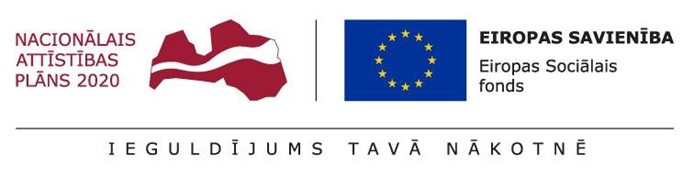 NACIONĀLAIS
ATTĪSTĪBAS
PLĀNS 2020
EIROPAS SAVIENĪBA
Eiropas Sociālais
fonds
IEGULDĪJUMS TAVĀ NĀKOTNĒ